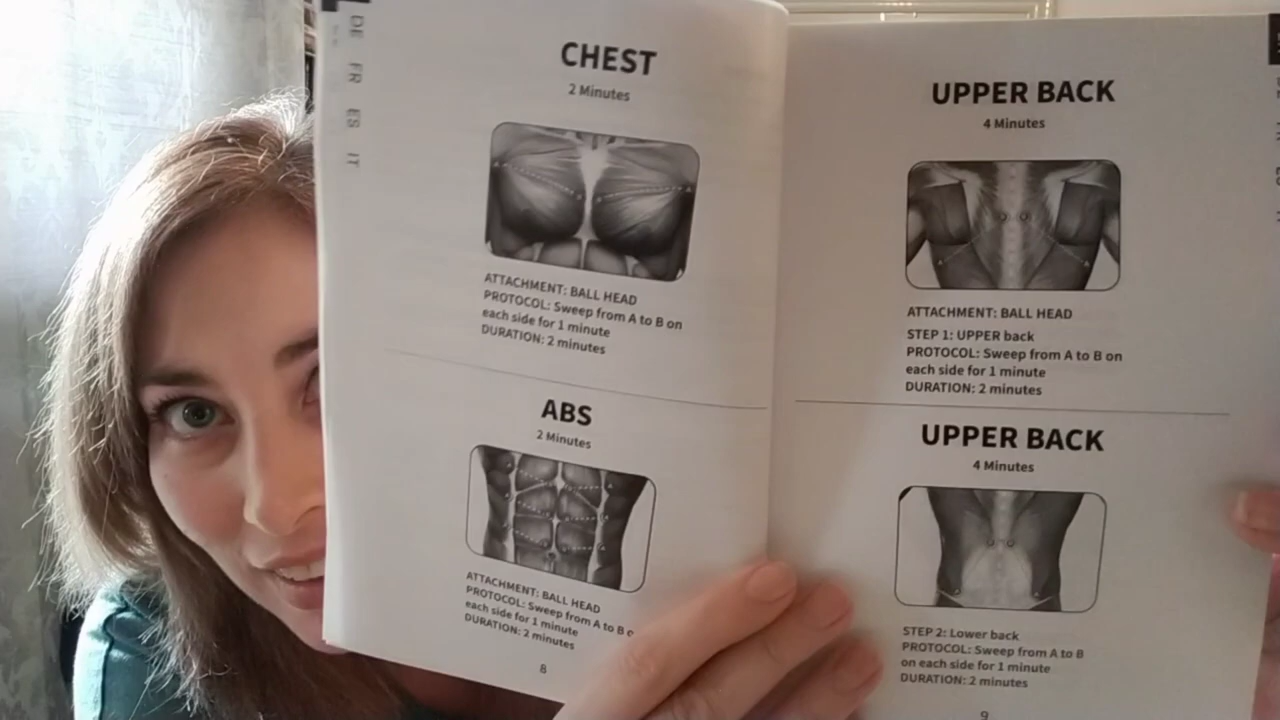 DE
FR
ES
IT
CHEST
2 Minutes
ATTACHMENT: BALL HEAD
PROTOCOL: Sweep from A to B on
each side for 1 minute
DURATION: 2 minutes
ABS
2 Minutes
ATTACHMENT: BALL HEAD
PROTOCOL: Sweep from A to B
each side for 1 minute
DURATION: 2 minutes
8
UPPER BACK
4 Minutes
ATTACHMENT: BALL HEAD
STEP 1: UPPER back
PROTOCOL: Sweep from A to B on
each side for 1 minute
DURATION: 2 minutes
UPPER BACK
4 Minutes
STEP 2: Lower back
PROTOCOL: Sweep from A to B
on each side for 1 minute
DURATION: 2 minutes
9